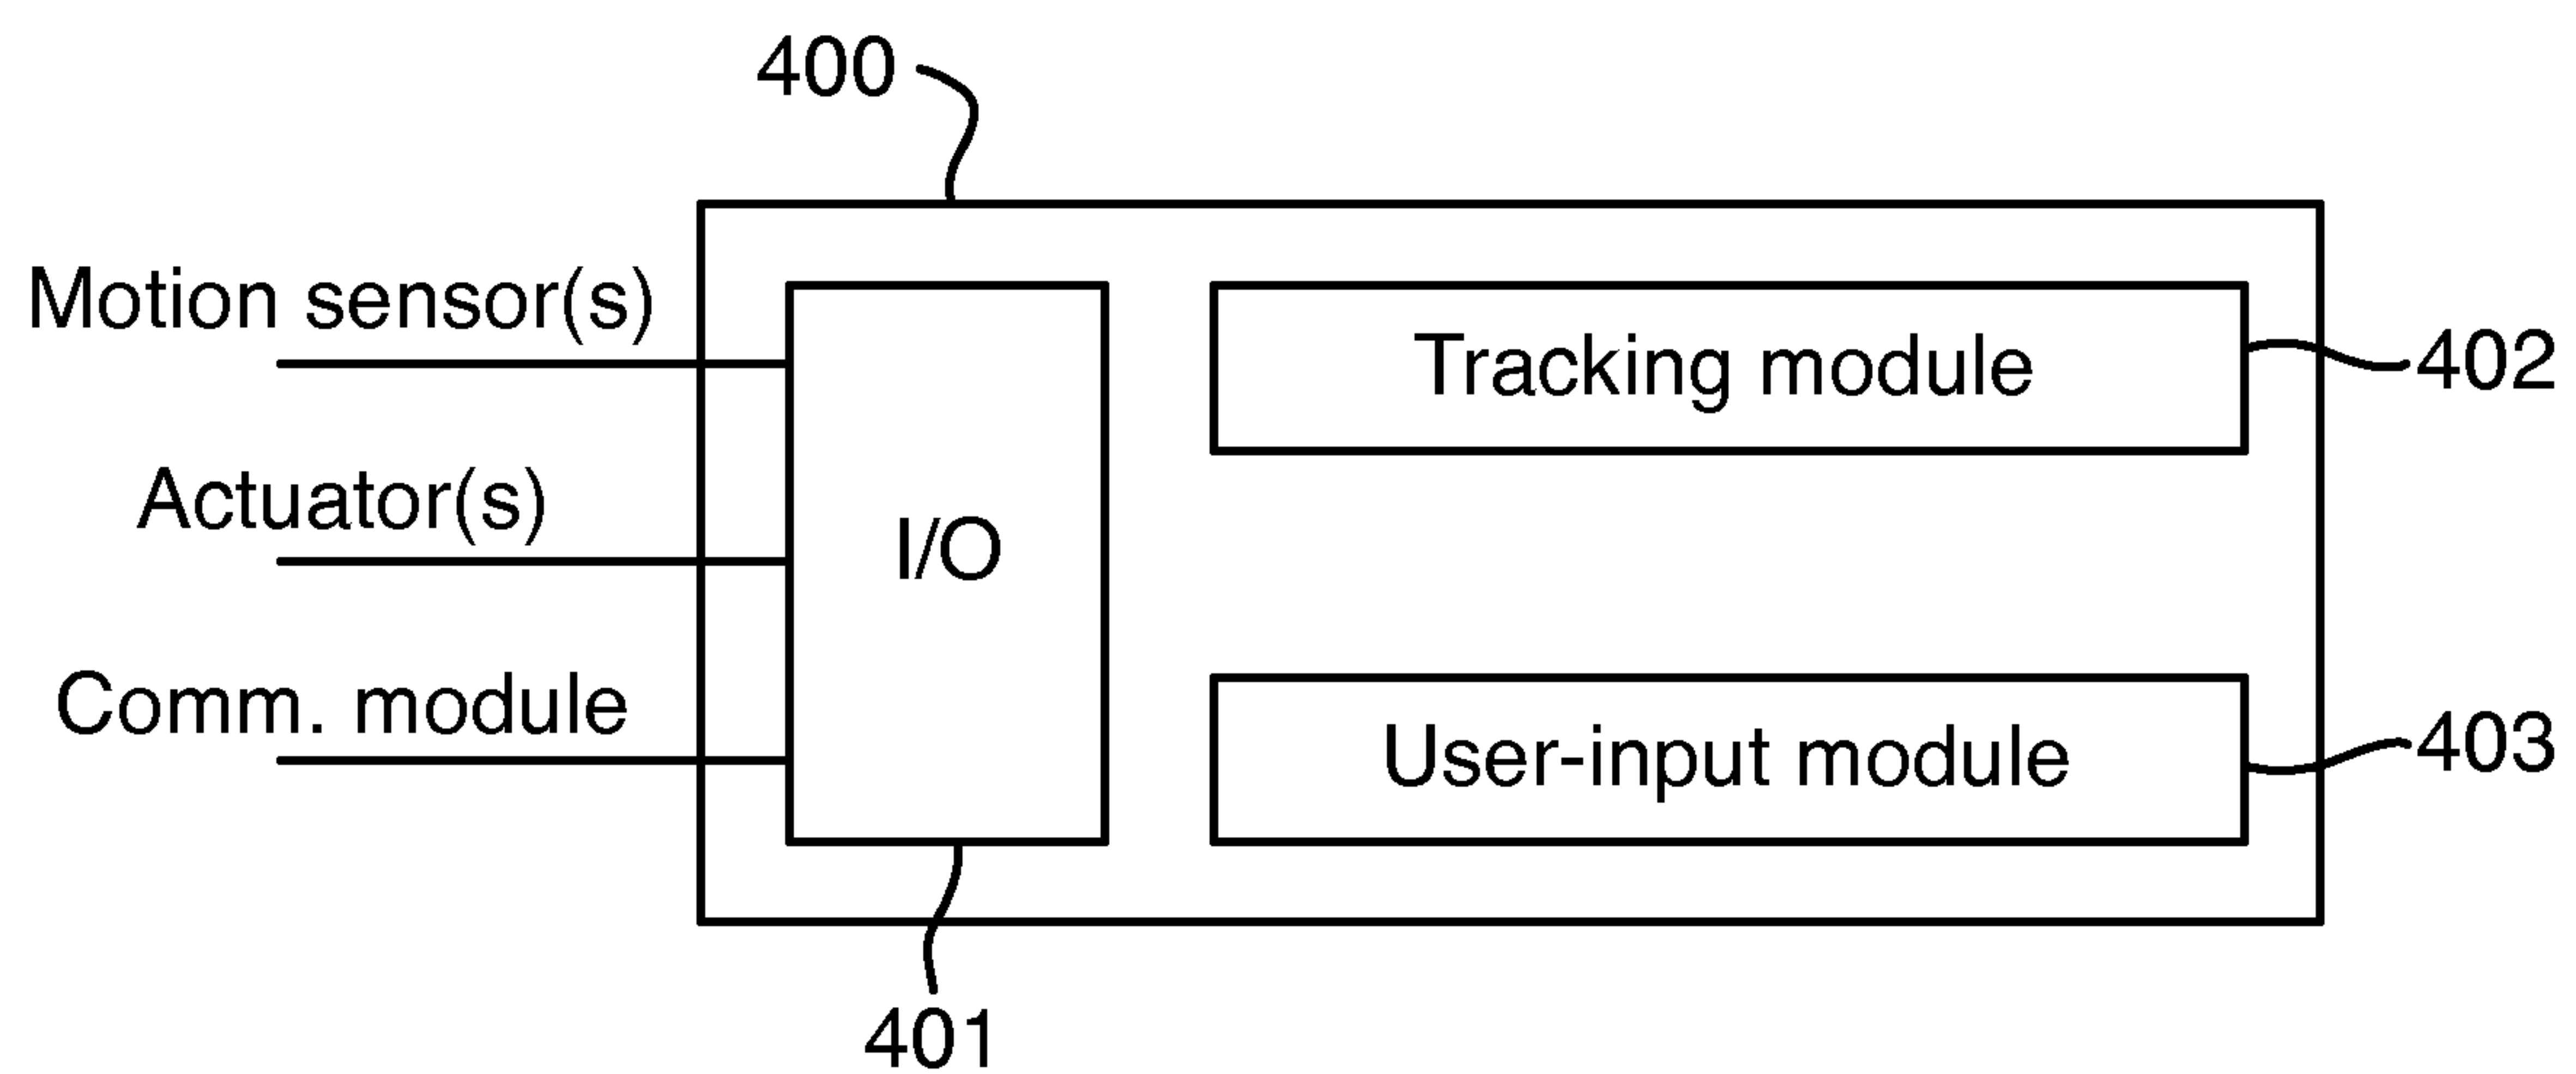 400
Motion sensor(s)
Tracking module
402
Actuator(s)
I/O
Comm. module
User-input module
403
401